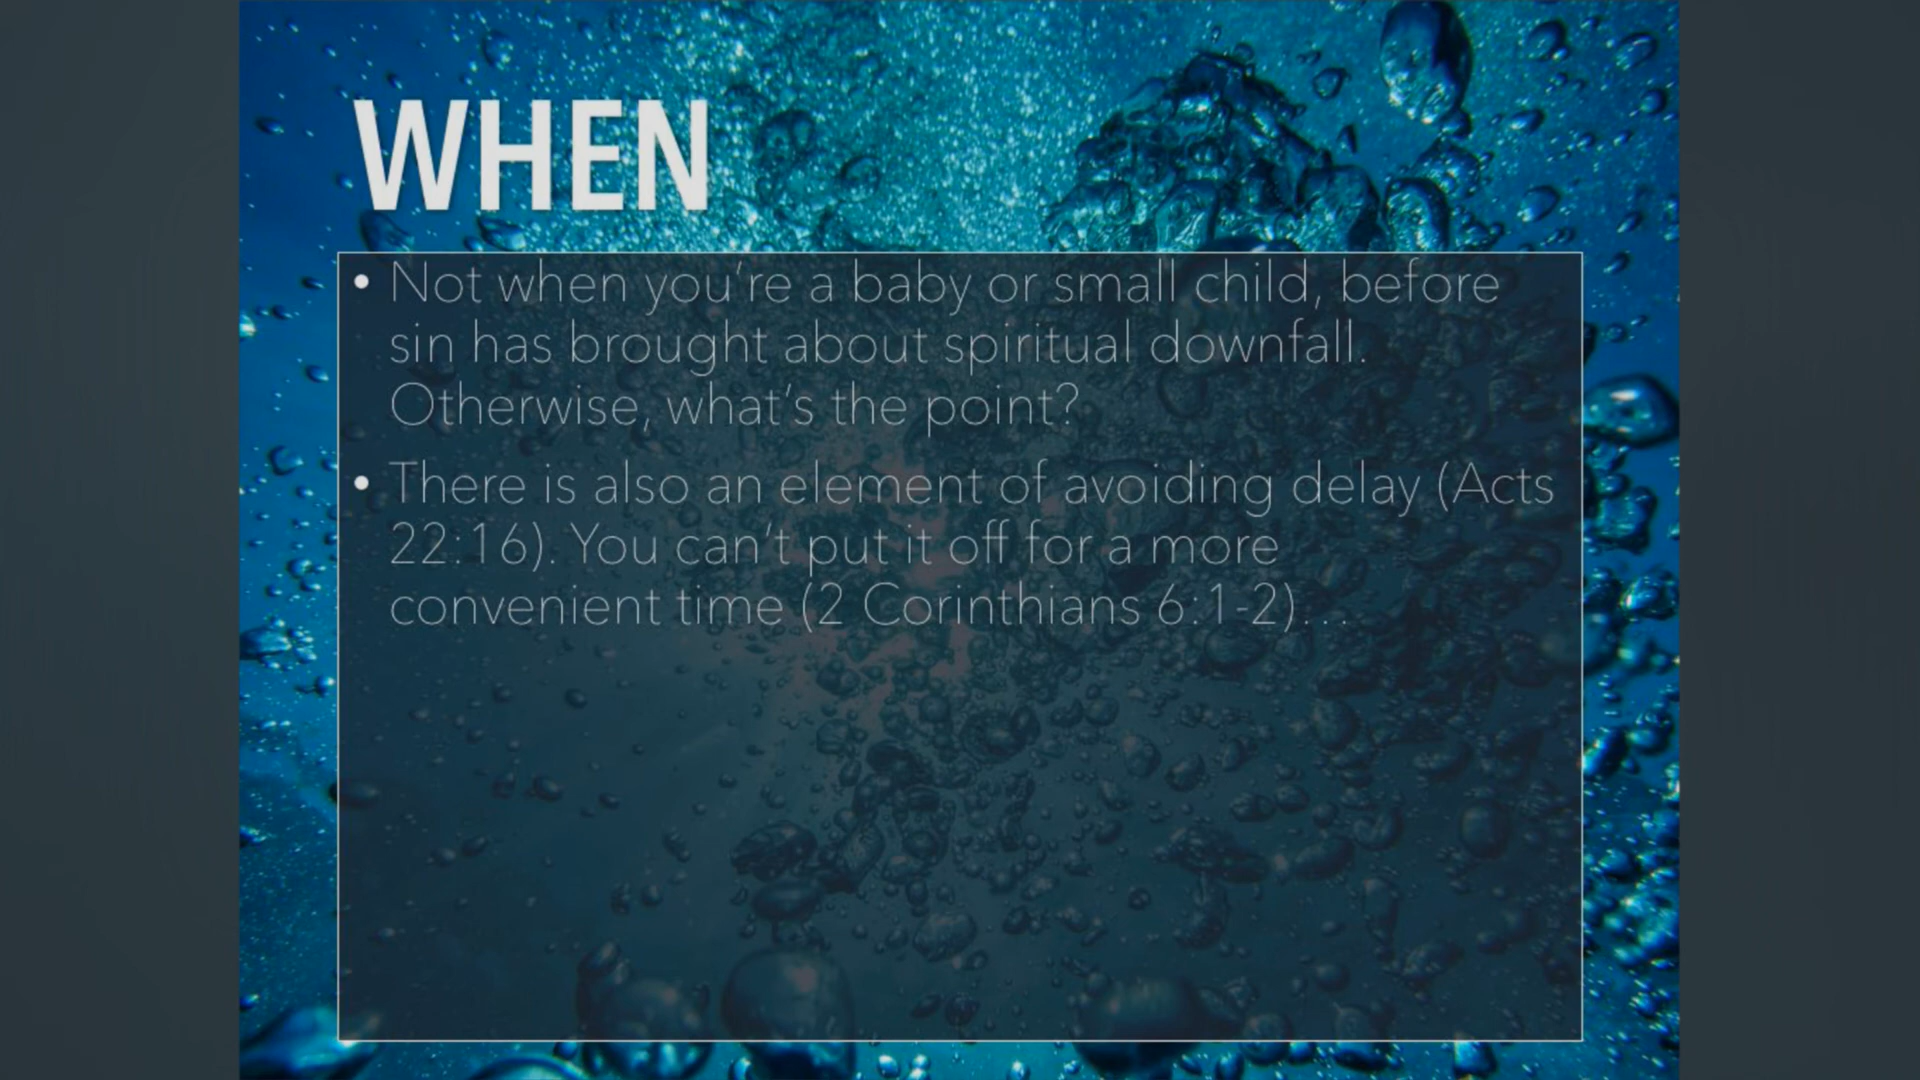 WHEN
• Not when you're a baby or small child, before
sin has brought about spiritual downfall.
Otherwise, what's the point?
• There is also an element of avoiding delay (Acts
22:16). You can't put it off for a more
convenient time (2 Corinthians 6:1-2)...